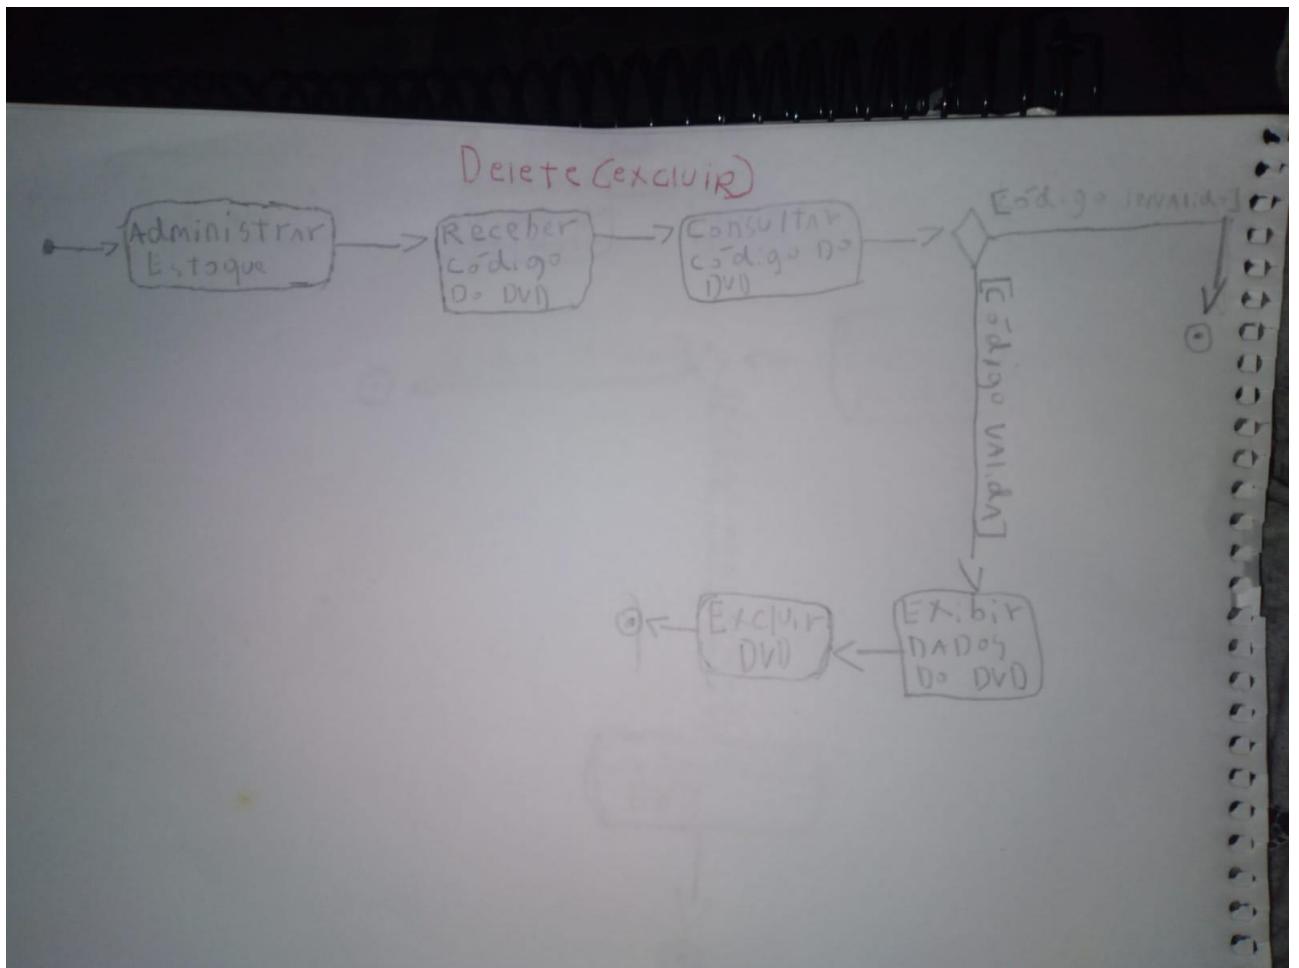 Delete (excluir)
Administrar
Estoque
Receber
código
Do DVD
Consultar
código Do
DVD
[código invalido]
[código valida]
Exibir
DADos
Do DVD
Excluir
DVD